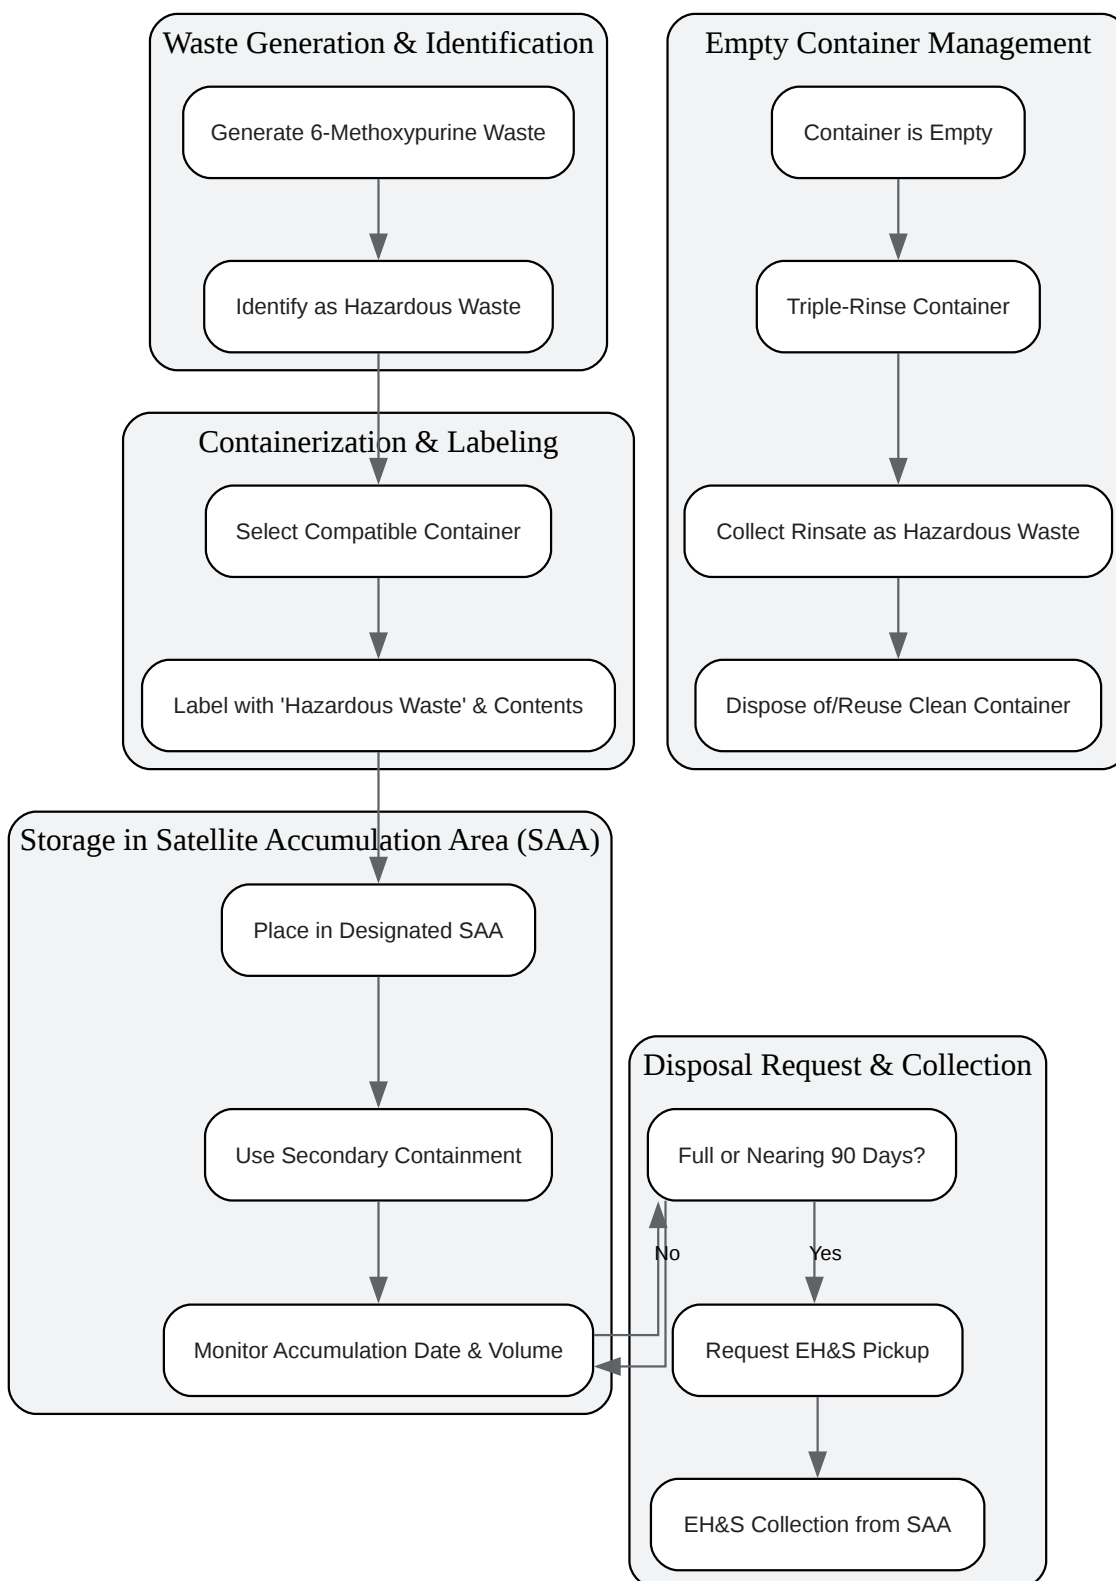 Waste Generation & Identification
Generate 6-Methoxypurine Waste
Identify as Hazardous Waste
Containerization & Labeling
Select Compatible Container
Label with 'Hazardous Waste' & Contents
Storage in Satellite Accumulation Area (SAA)
Place in Designated SAA
Use Secondary Containment
Monitor Accumulation Date & Volume
Disposal Request & Collection
Full or Nearing 90 Days?
No
Yes
Request EH&S Pickup
EH&S Collection from SAA
Empty Container Management
Container is Empty
Triple-Rinse Container
Collect Rinsate as Hazardous Waste
Dispose of/Reuse Clean Container